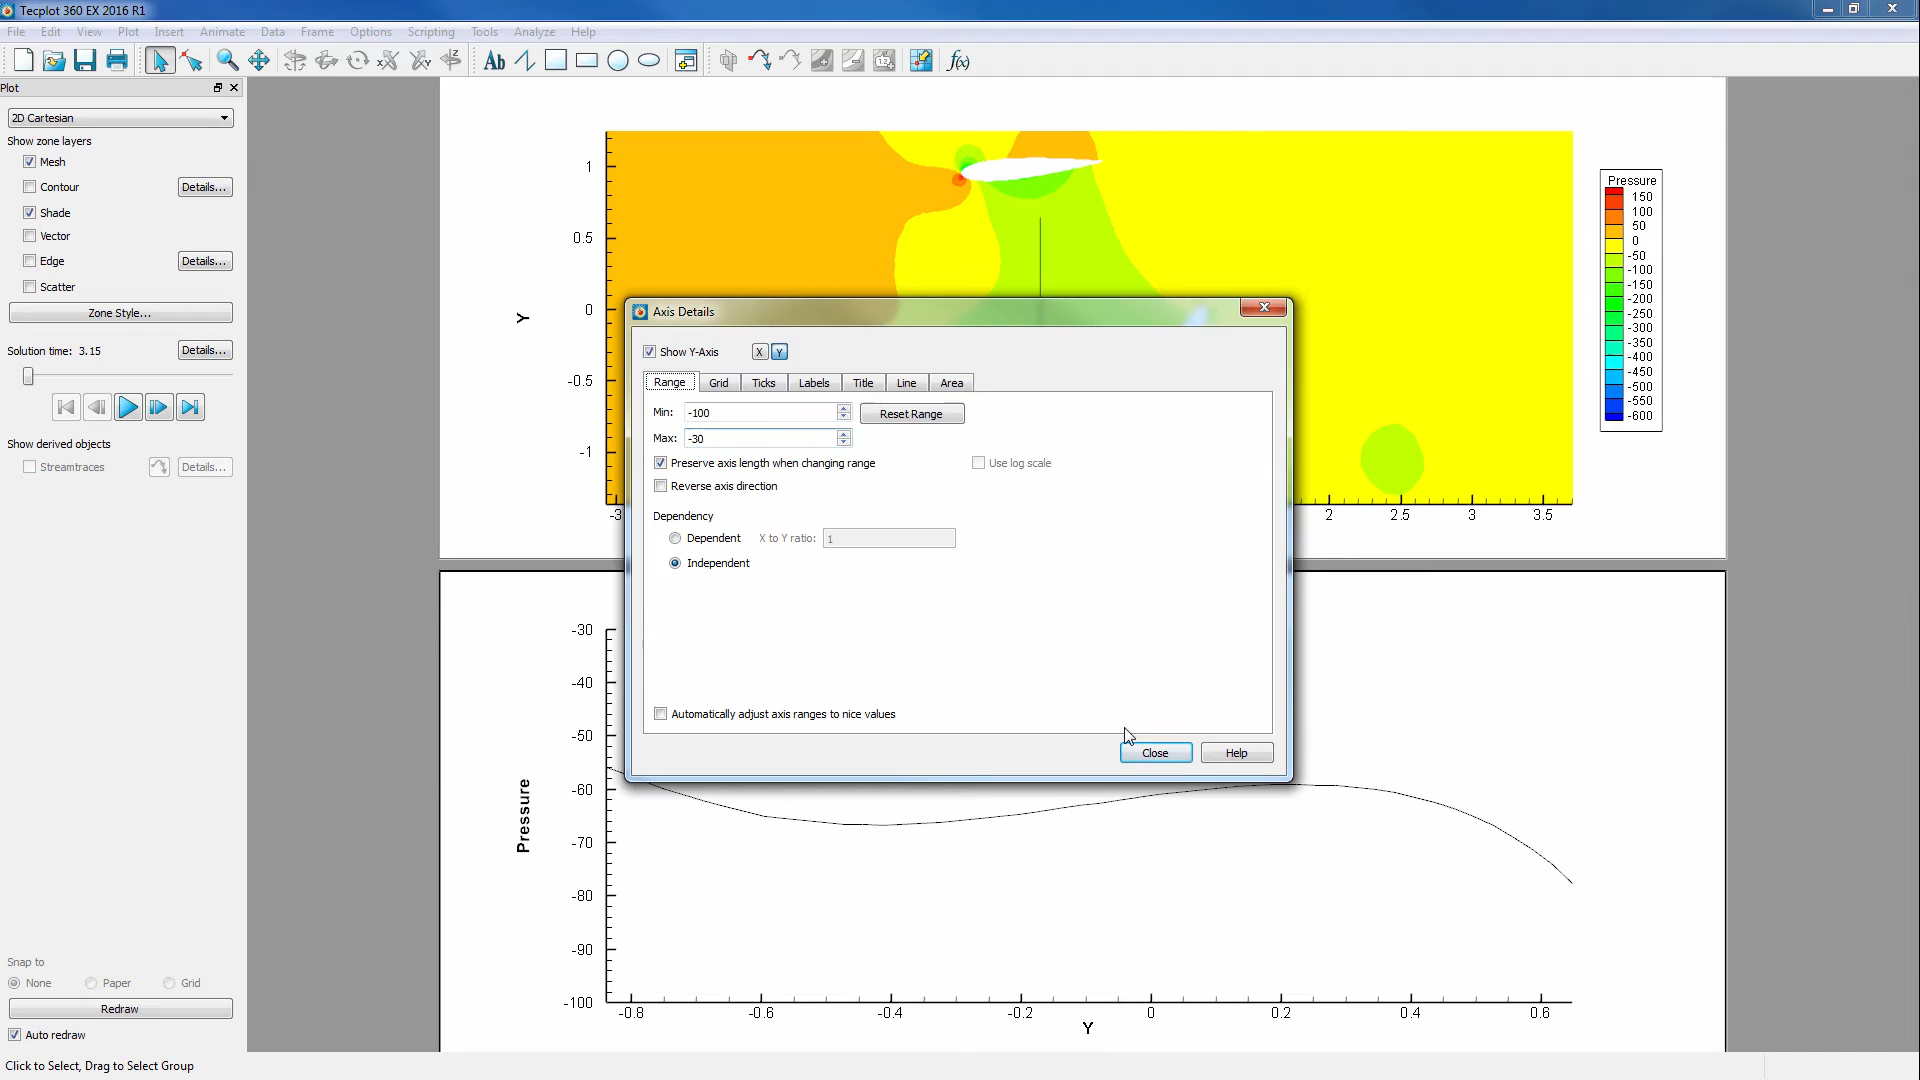 Tecplot 360 EX 2016 R1
File Edit View Plot Insert Animate Data Frame Options Scripting Tools Analyze Help
Plot
2D Cartesian
Show zone layers
Mesh
Contour Details...
Shade
Vector
Edge Details...
Scatter
Zone Style...
Solution time: 3.15 Details...
Show derived objects
Streamtraces Details...
Snap to
None Paper Grid
Redraw
Auto redraw
Click to Select, Drag to Select Group
1
0.5
0
-0.5
-1
Y
-3
2 2.5 3 3.5
Pressure
150
100
50
0
-50
-100
-150
-200
-250
-300
-350
-400
-450
-500
-550
-600
Axis Details
Show Y-Axis X Y
Range Grid Ticks Labels Title Line Area
Min: -100 Reset Range
Max: -30
Preserve axis length when changing range Use log scale
Reverse axis direction
Dependency
Dependent X to Y ratio: 1
Independent
Automatically adjust axis ranges to nice values
Close Help
-30
-40
-50
-60
-70
-80
-90
-100
Pressure
-0.8 -0.6 -0.4 -0.2 0 0.2 0.4 0.6
Y